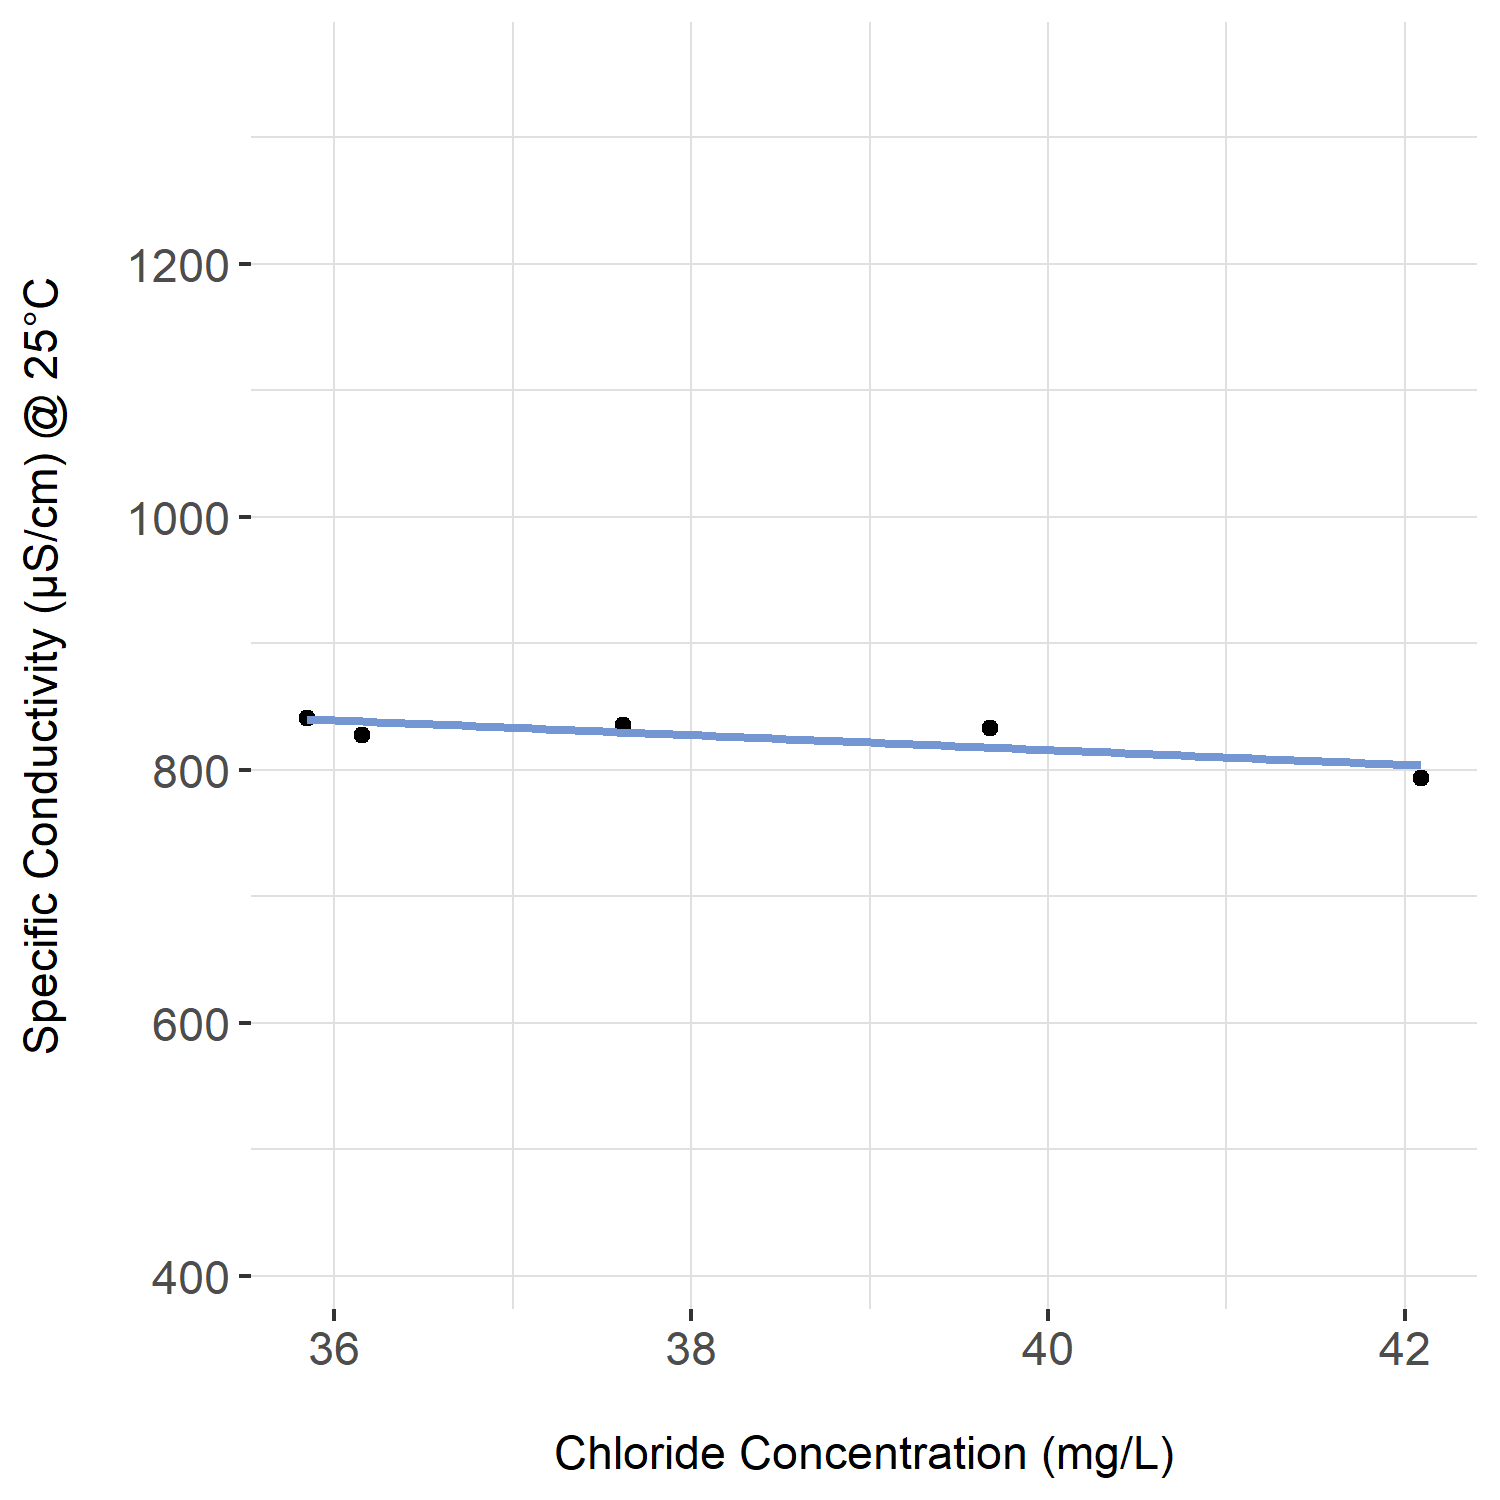 Specific Conductivity (µS/cm) @ 25°C
1200
1000
800
600
400
36 38 40 42
Chloride Concentration (mg/L)